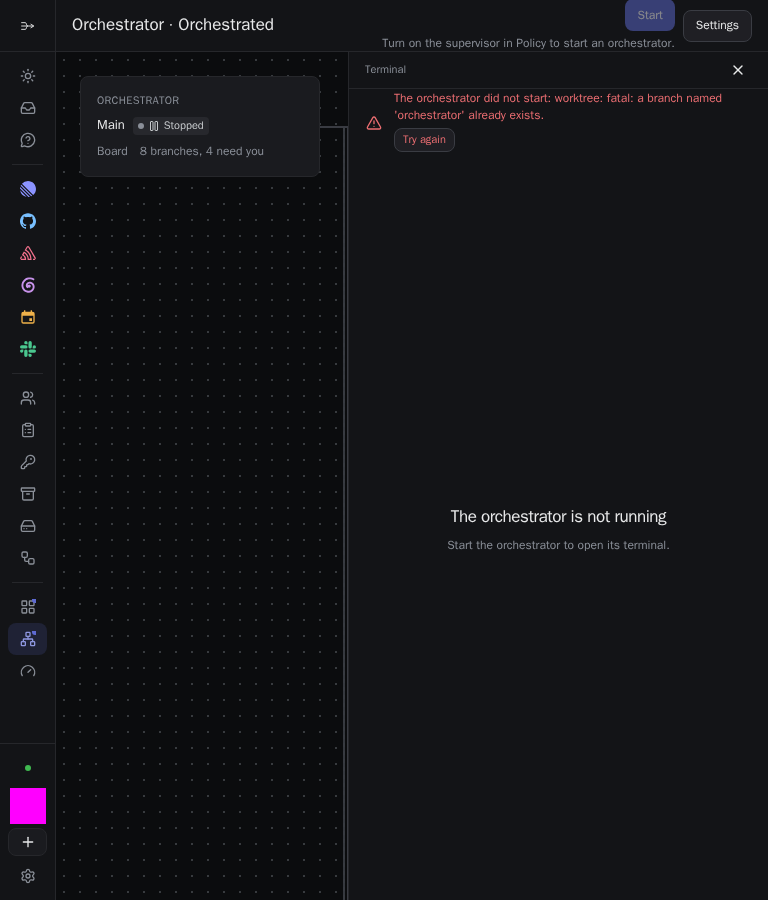 Orchestrator · Orchestrated
Start
Turn on the supervisor in Policy to start an orchestrator.
Settings
ORCHESTRATOR
Main
Stopped
Board 8 branches, 4 need you
Terminal
The orchestrator did not start: worktree: fatal: a branch named
'orchestrator' already exists.
Try again
The orchestrator is not running
Start the orchestrator to open its terminal.